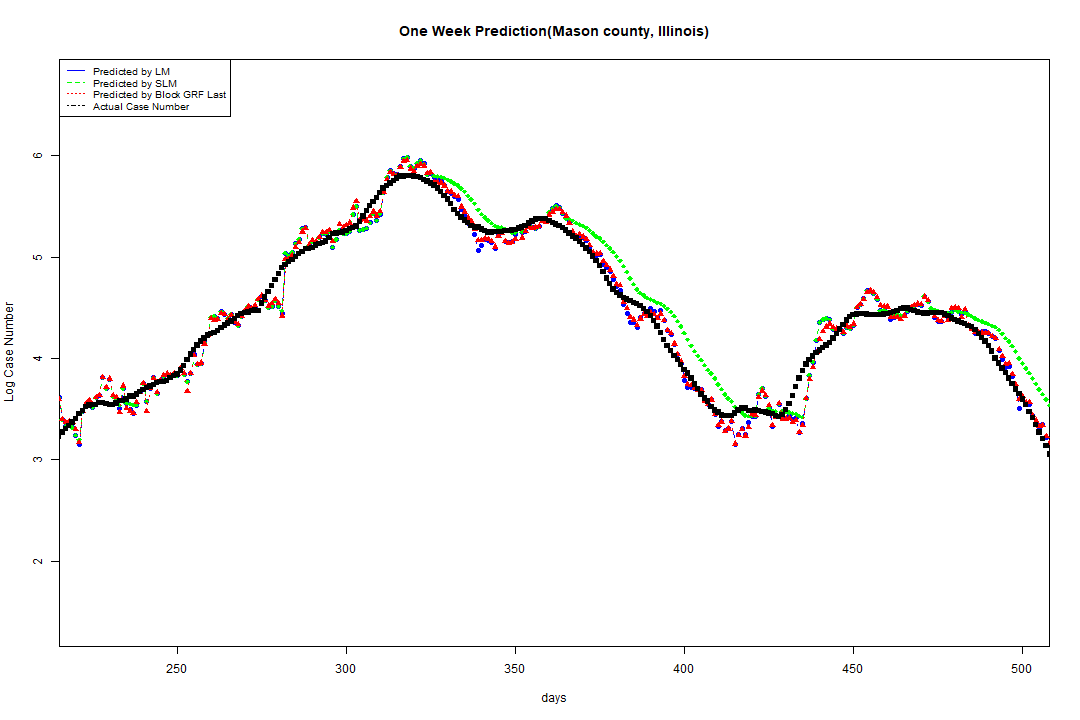 One Week Prediction(Mason county, Illinois)
Predicted by LM
Predicted by SLM
Predicted by Block GRF Last
Actual Case Number
6
5
4
3
2
Log Case Number
250 300 350 400 450 500
days